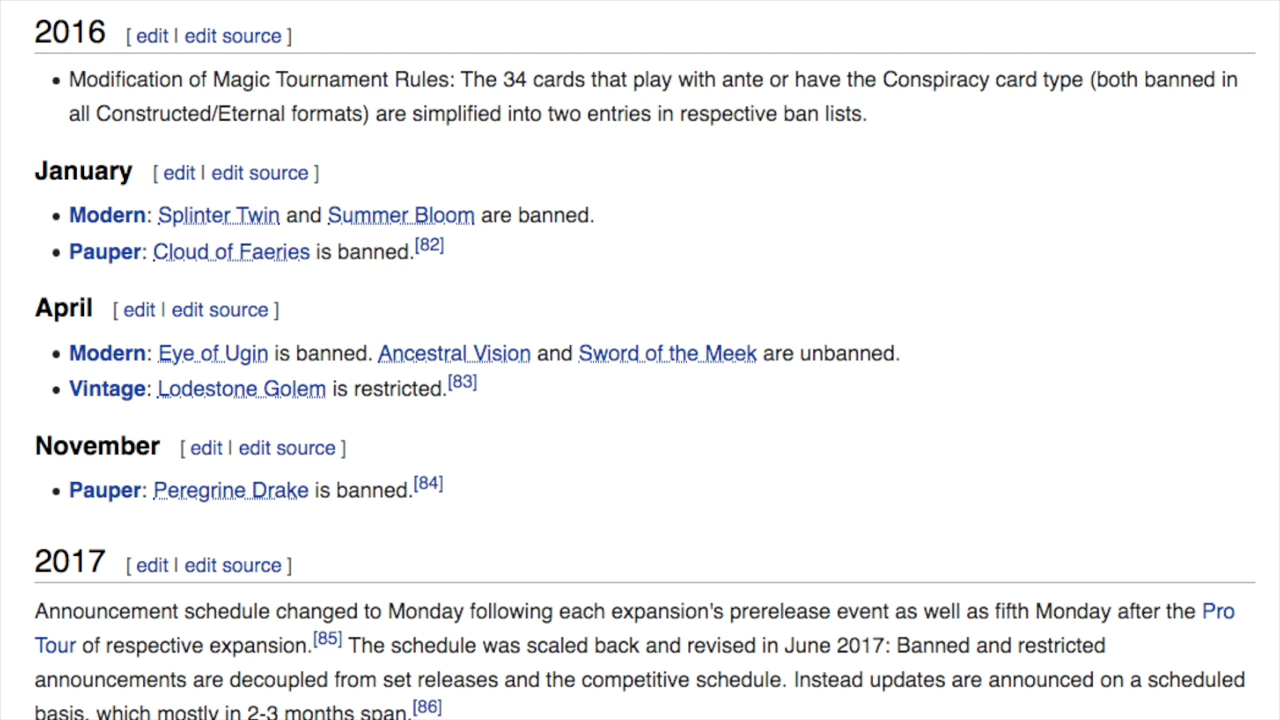 2016 [ edit | edit source ]
• Modification of Magic Tournament Rules: The 34 cards that play with ante or have the Conspiracy card type (both banned in
all Constructed/Eternal formats) are simplified into two entries in respective ban lists.
January [ edit | edit source ]
• Modern: Splinter Twin and Summer Bloom are banned.
• Pauper: Cloud of Faeries is banned.[82]
April [ edit | edit source ]
• Modern: Eye of Ugin is banned. Ancestral Vision and Sword of the Meek are unbanned.
• Vintage: Lodestone Golem is restricted.[83]
November [ edit | edit source ]
• Pauper: Peregrine Drake is banned.[84]
2017 [ edit | edit source ]
Announcement schedule changed to Monday following each expansion's prerelease event as well as fifth Monday after the Pro
Tour of respective expansion.[85] The schedule was scaled back and revised in June 2017: Banned and restricted
announcements are decoupled from set releases and the competitive schedule. Instead updates are announced on a scheduled
basis, which mostly in 2-3 months span.[86]